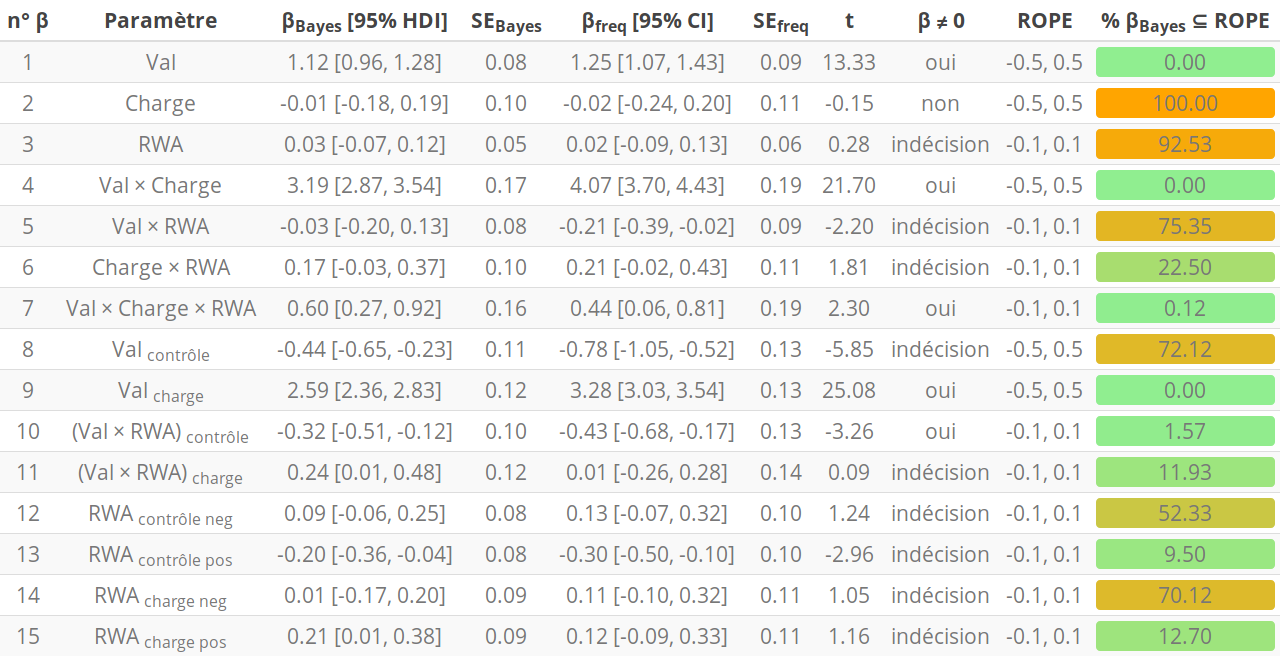 n° β Paramètre βBayes [95% HDI] SEBayes βfreq [95% CI] SEfreq t β ≠ 0 ROPE % βBayes ⊆ ROPE
1 Val 1.12 [0.96, 1.28] 0.08 1.25 [1.07, 1.43] 0.09 13.33 oui -0.5, 0.5 0.00
2 Charge -0.01 [-0.18, 0.19] 0.10 -0.02 [-0.24, 0.20] 0.11 -0.15 non -0.5, 0.5 100.00
3 RWA 0.03 [-0.07, 0.12] 0.05 0.02 [-0.09, 0.13] 0.06 0.28 indécision -0.1, 0.1 92.53
4 Val × Charge 3.19 [2.87, 3.54] 0.17 4.07 [3.70, 4.43] 0.19 21.70 oui -0.5, 0.5 0.00
5 Val × RWA -0.03 [-0.20, 0.13] 0.08 -0.21 [-0.39, -0.02] 0.09 -2.20 indécision -0.1, 0.1 75.35
6 Charge × RWA 0.17 [-0.03, 0.37] 0.10 0.21 [-0.02, 0.43] 0.11 1.81 indécision -0.1, 0.1 22.50
7 Val × Charge × RWA 0.60 [0.27, 0.92] 0.16 0.44 [0.06, 0.81] 0.19 2.30 oui -0.1, 0.1 0.12
8 Val contrôle -0.44 [-0.65, -0.23] 0.11 -0.78 [-1.05, -0.52] 0.13 -5.85 indécision -0.5, 0.5 72.12
9 Val charge 2.59 [2.36, 2.83] 0.12 3.28 [3.03, 3.54] 0.13 25.08 oui -0.5, 0.5 0.00
10 (Val × RWA) contrôle -0.32 [-0.51, -0.12] 0.10 -0.43 [-0.68, -0.17] 0.13 -3.26 oui -0.1, 0.1 1.57
11 (Val × RWA) charge 0.24 [0.01, 0.48] 0.12 0.01 [-0.26, 0.28] 0.14 0.09 indécision -0.1, 0.1 11.93
12 RWA contrôle neg 0.09 [-0.06, 0.25] 0.08 0.13 [-0.07, 0.32] 0.10 1.24 indécision -0.1, 0.1 52.33
13 RWA contrôle pos -0.20 [-0.36, -0.04] 0.08 -0.30 [-0.50, -0.10] 0.10 -2.96 indécision -0.1, 0.1 9.50
14 RWA charge neg 0.01 [-0.17, 0.20] 0.09 0.11 [-0.10, 0.32] 0.11 1.05 indécision -0.1, 0.1 70.12
15 RWA charge pos 0.21 [0.01, 0.38] 0.09 0.12 [-0.09, 0.33] 0.11 1.16 indécision -0.1, 0.1 12.70